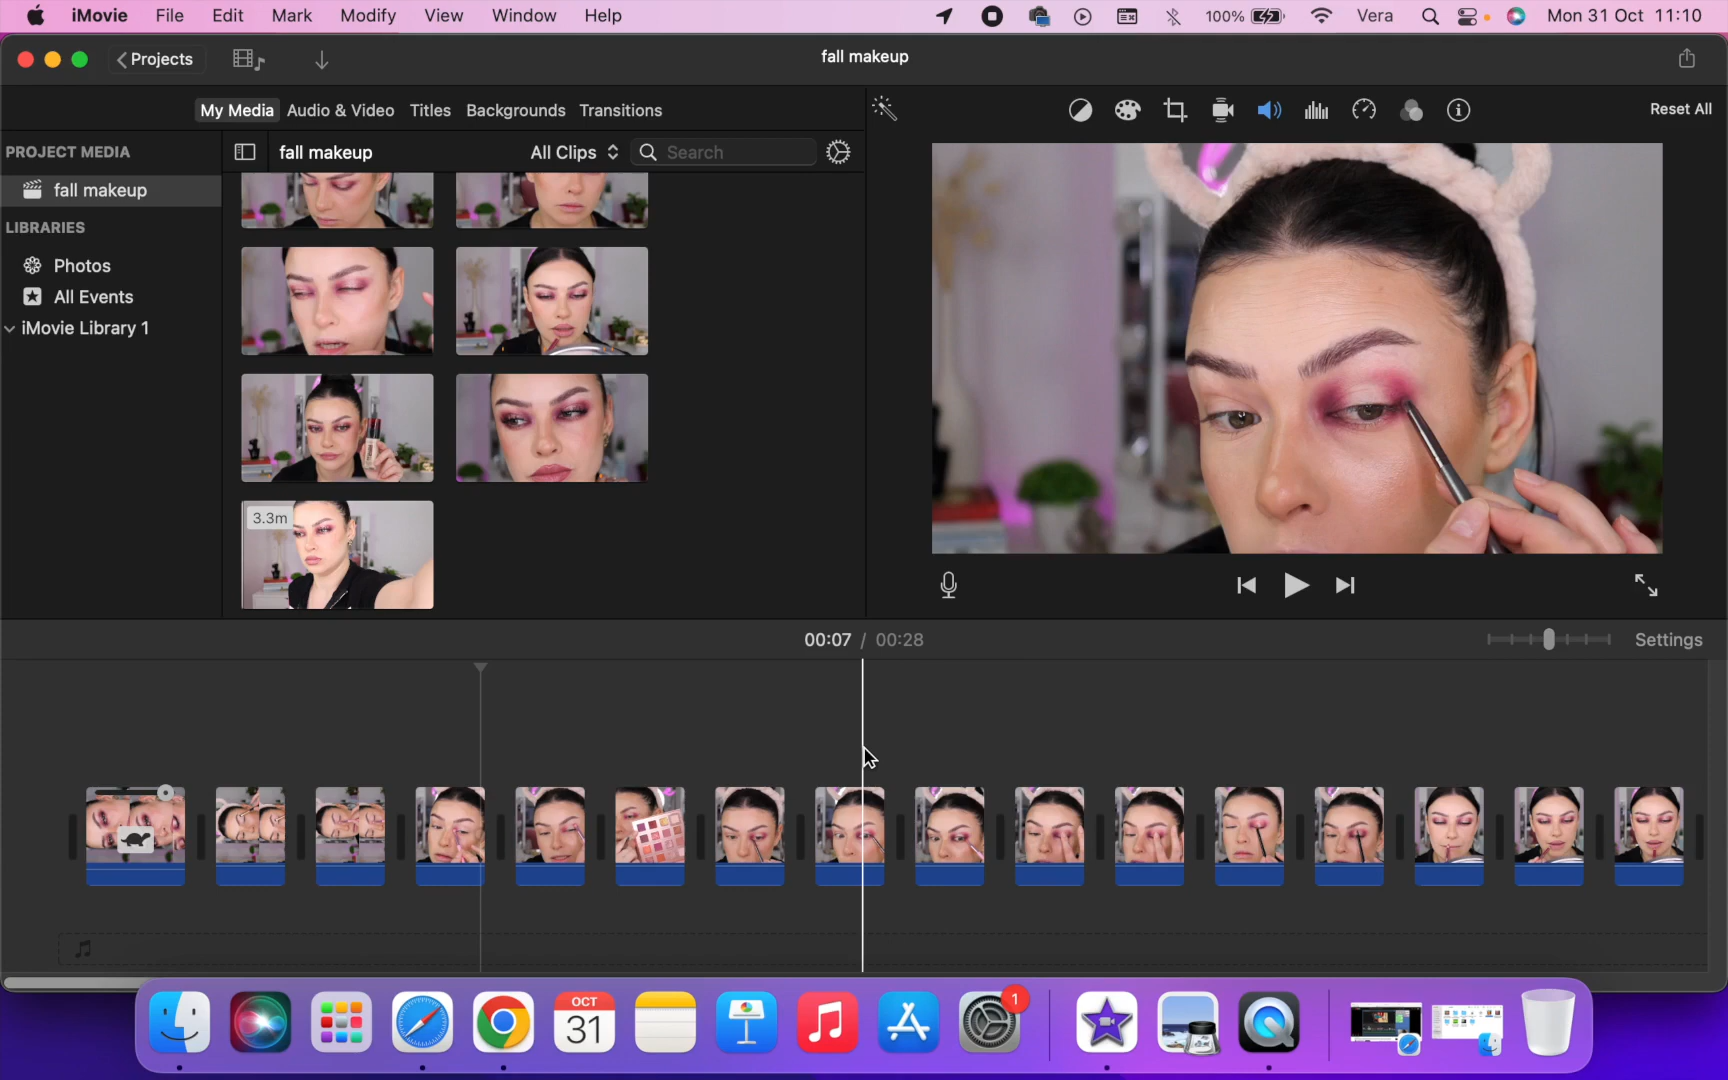 iMovie File Edit Mark Modify View Window Help 100% Vera Mon 31 Oct 11:10
Projects fall makeup
My Media Audio & Video Titles Backgrounds Transitions Reset All
PROJECT MEDIA fall makeup All Clips Search
fall makeup
LIBRARIES
Photos
All Events
iMovie Library 1
3.3m
00:07 / 00:28 Settings
OCT
31
1